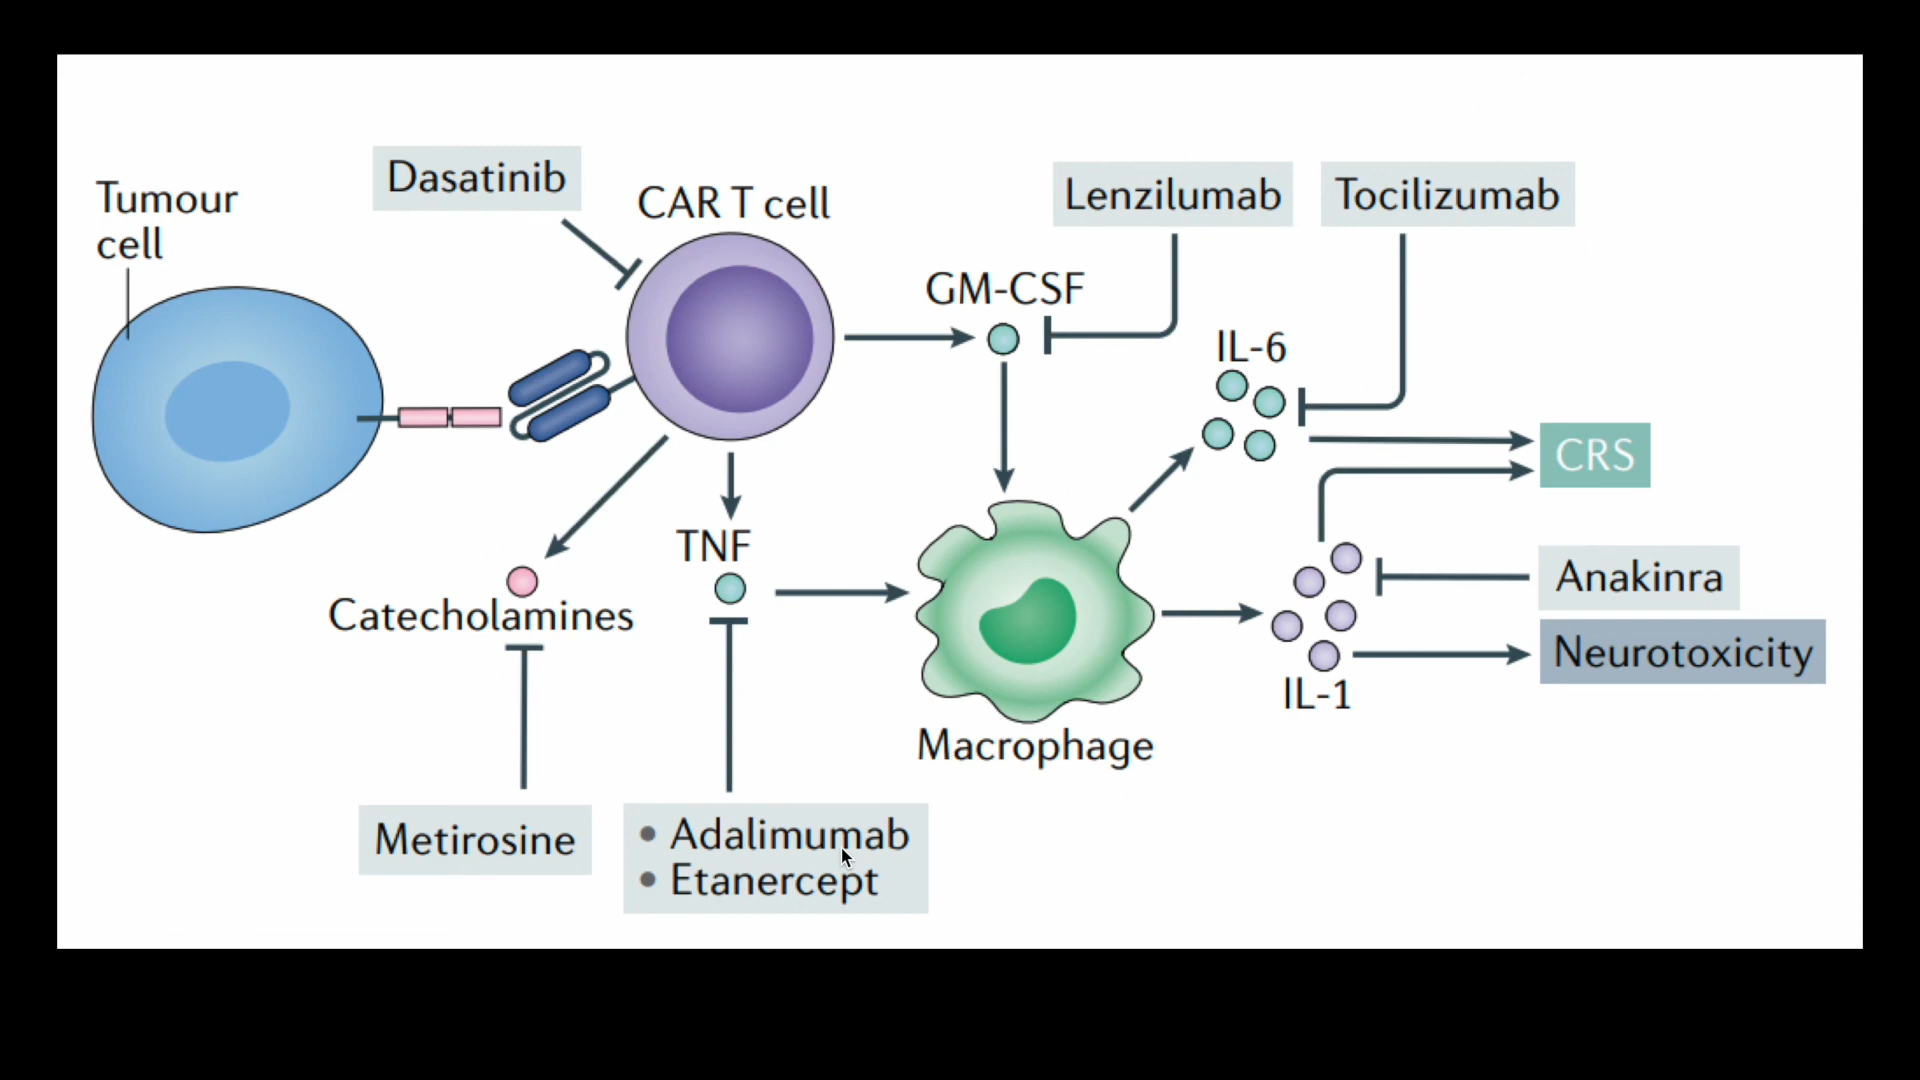 Tumour
cell
Dasatinib
CAR T cell
Lenzilumab
Tocilizumab
GM-CSF
IL-6
CRS
TNF
Catecholamines
Anakinra
Neurotoxicity
IL-1
Macrophage
Metirosine
• Adalimumab
• Etanercept